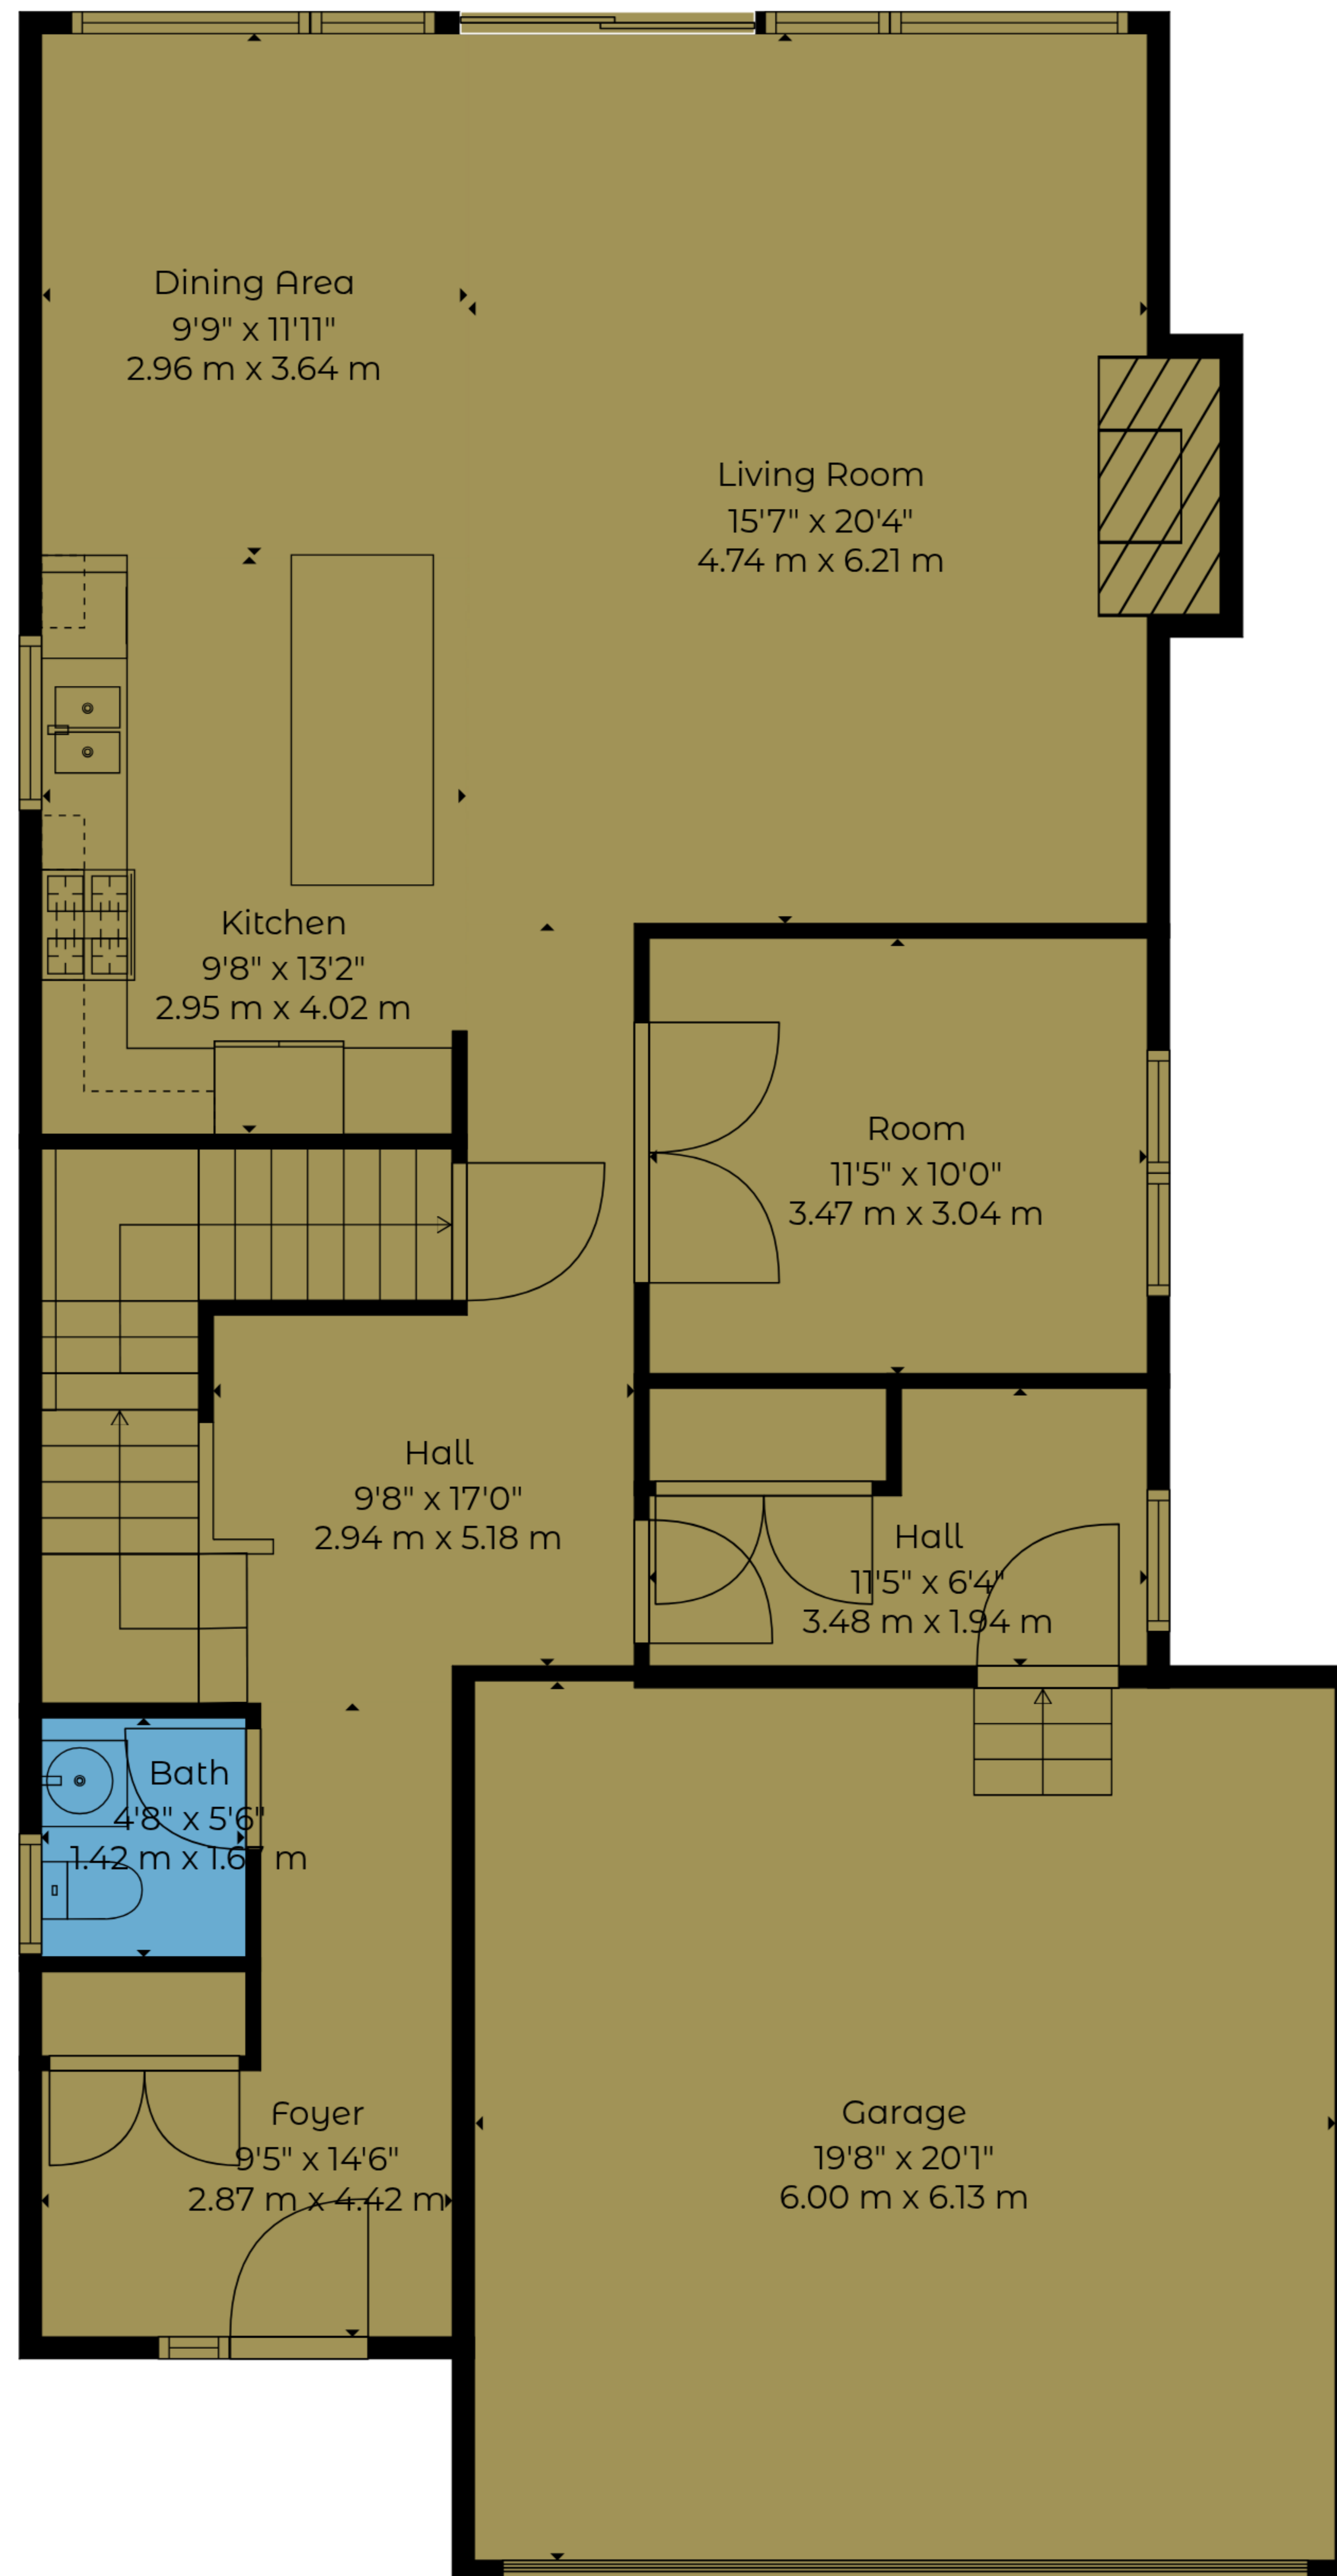 Dining Area
9'9" x 11'11"
2.96 m x 3.64 m
Living Room
15'7" x 20'4"
4.74 m x 6.21 m
Kitchen
9'8" x 13'2"
2.95 m x 4.02 m
Room
11'5" x 10'0"
3.47 m x 3.04 m
Hall
9'8" x 17'0"
2.94 m x 5.18 m
Hall
11'5" x 6'4"
3.48 m x 1.94 m
Bath
4'8" x 5'6"
1.42 m x 1.67 m
Foyer
9'5" x 14'6"
2.87 m x 4.42 m
Garage
19'8" x 20'1"
6.00 m x 6.13 m